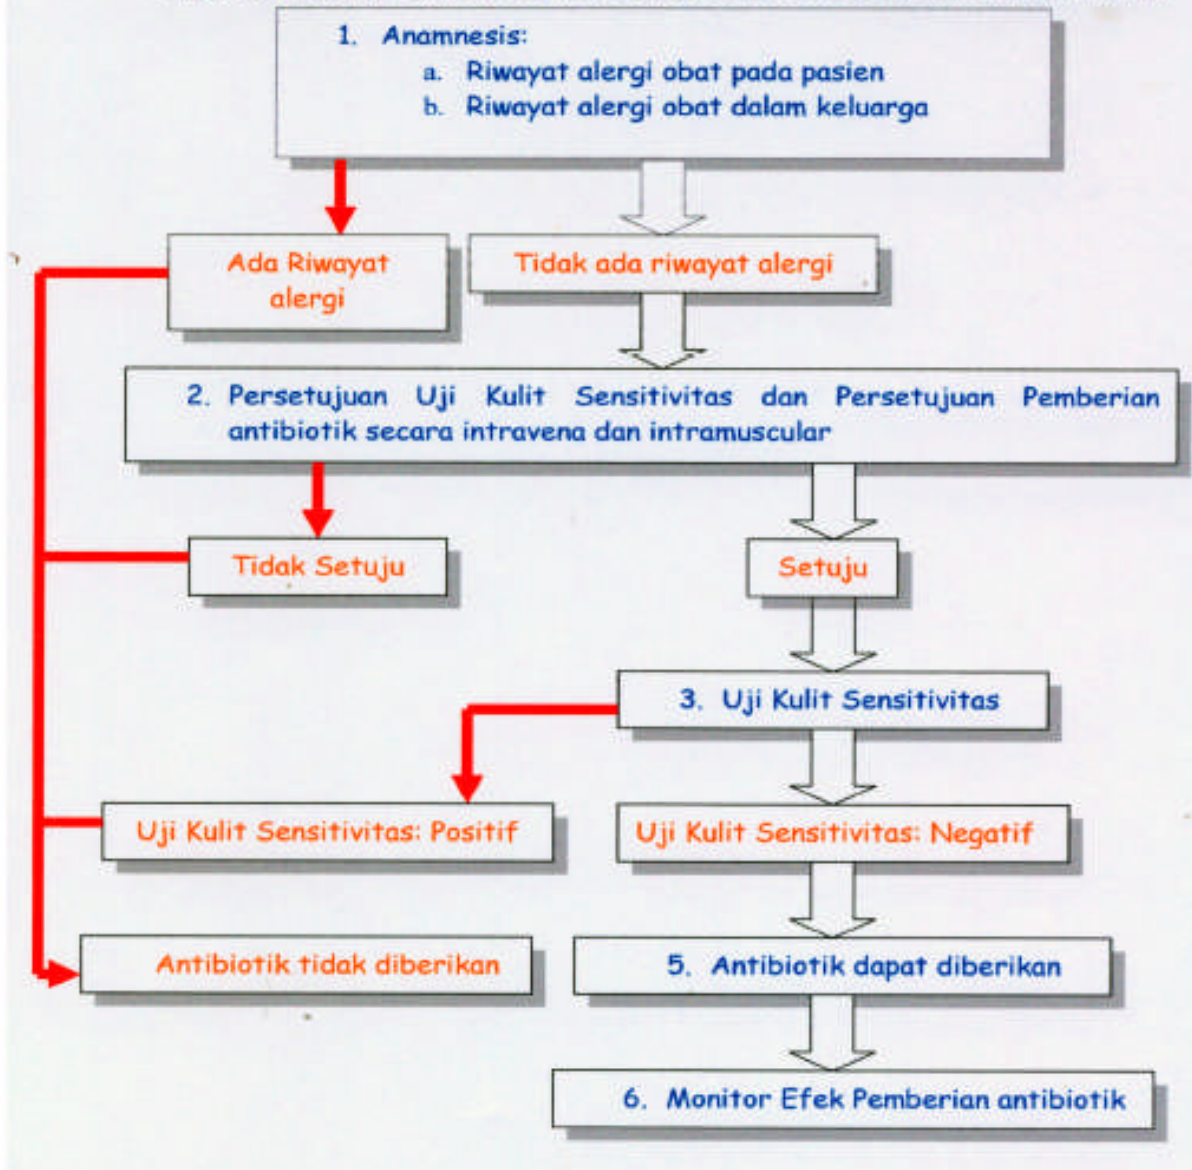 1. Anamnesis:
a. Riwayat alergi obat pada pasien
b. Riwayat alergi obat dalam keluarga
Ada Riwayat
alergi
Tidak ada riwayat alergi
2. Persetujuan Uji Kulit Sensitivitas dan Persetujuan Pemberian
antibiotik secara intravena dan intramuscular
Tidak Setuju
Setuju
3. Uji Kulit Sensitivitas
Uji Kulit Sensitivitas: Positif
Uji Kulit Sensitivitas: Negatif
Antibiotik tidak diberikan
5. Antibiotik dapat diberikan
6. Monitor Efek Pemberian antibiotik